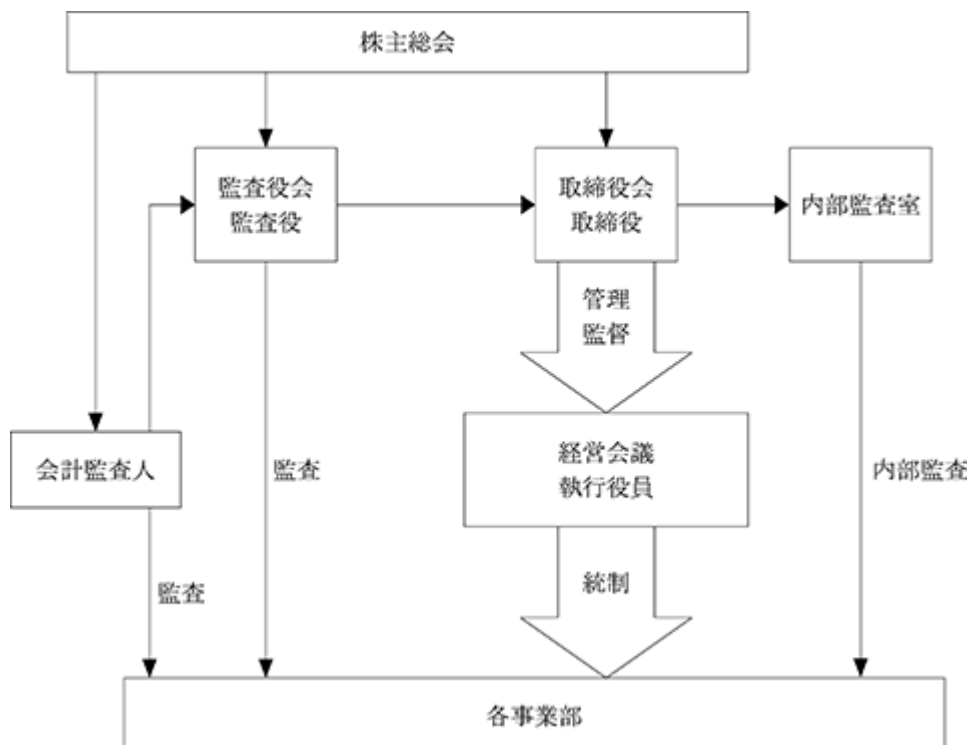 株主総会
監査役会
監査役
取締役会
取締役
内部監査室
管理
監督
会計監査人
監査
経営会議
執行役員
内部監査
統制
監査
各事業部